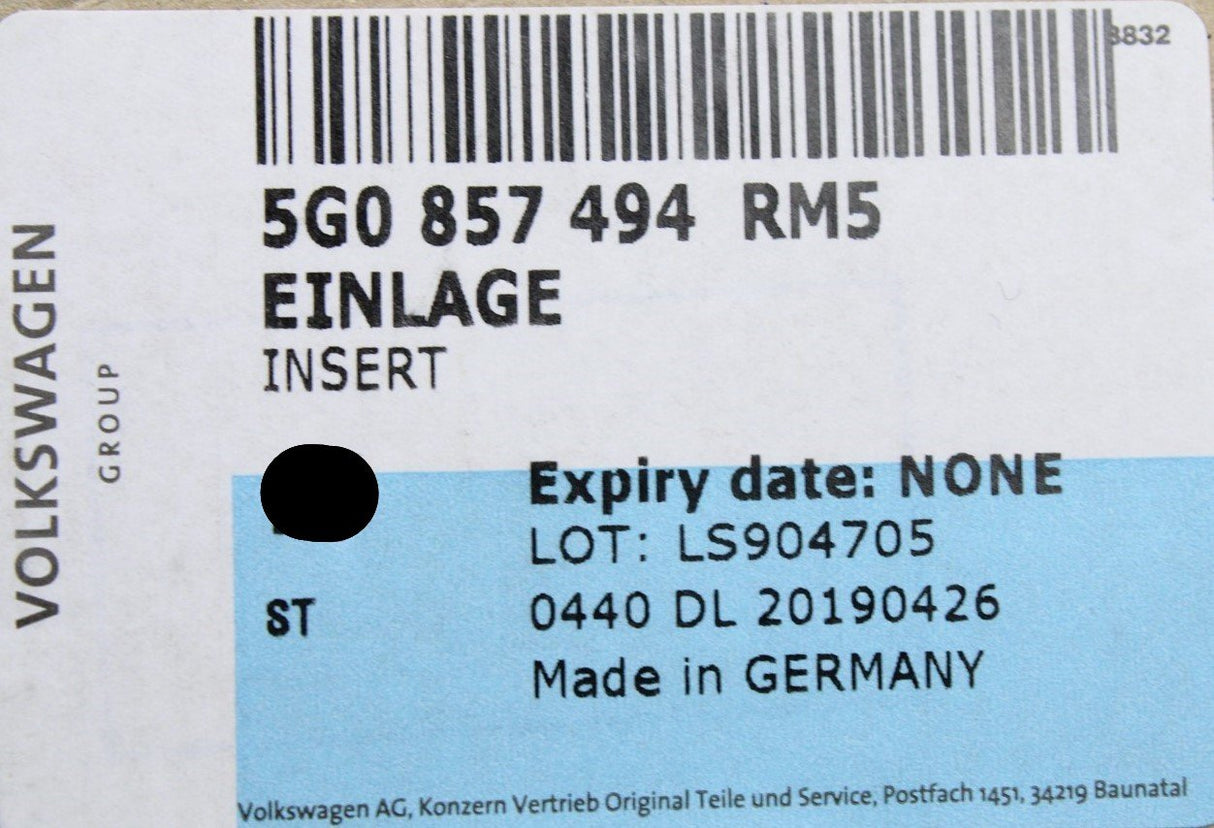 5G0 857 494 RM5
EINLAGE
INSERT
VOLKSWAGEN
GROUP
Expiry date: NONE
LOT: LS904705
ST
0440 DL 20190426
Made in GERMANY
Volkswagen AG, Konzern Vertrieb Original Teile und Service, Postfach 1451, 34219 Baunatal